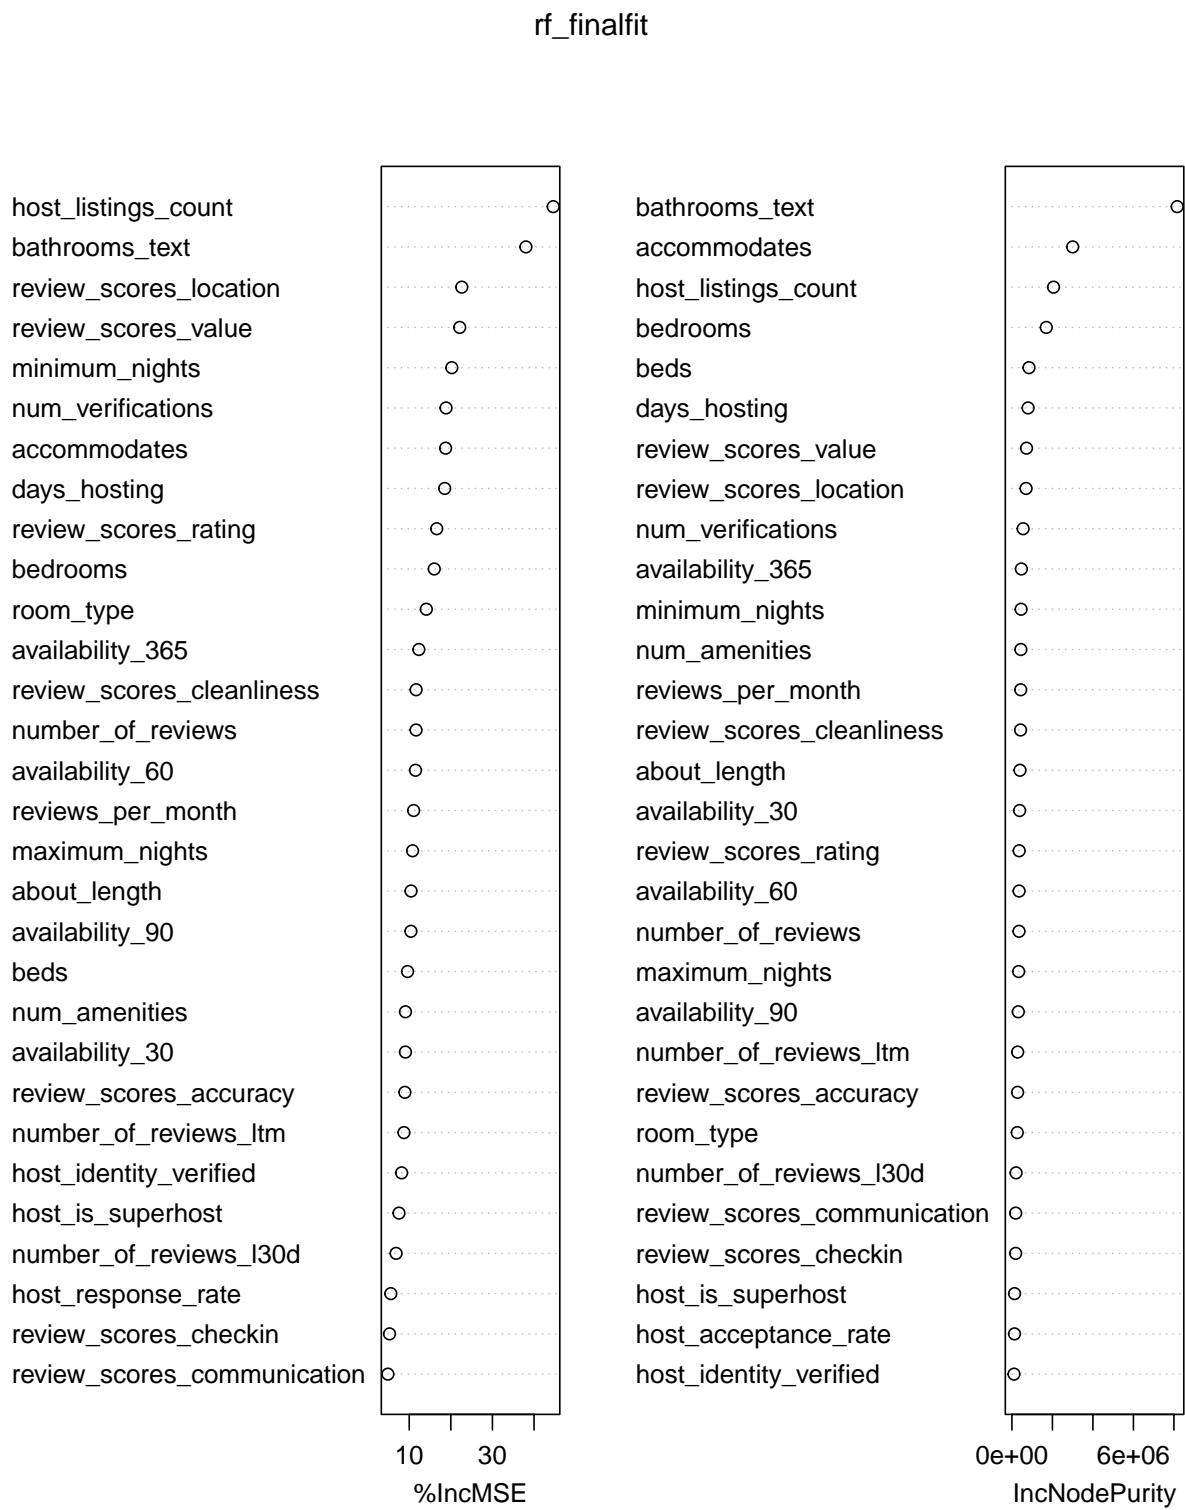 rf_finalfit
host_listings_count
bathrooms_text
review_scores_location
review_scores_value
minimum_nights
num_verifications
accommodates
days_hosting
review_scores_rating
bedrooms
room_type
availability_365
review_scores_cleanliness
number_of_reviews
availability_60
reviews_per_month
maximum_nights
about_length
availability_90
beds
num_amenities
availability_30
review_scores_accuracy
number_of_reviews_ltm
host_identity_verified
host_is_superhost
number_of_reviews_l30d
host_response_rate
review_scores_checkin
review_scores_communication
10 30
%IncMSE
bathrooms_text
accommodates
host_listings_count
bedrooms
beds
days_hosting
review_scores_value
review_scores_location
num_verifications
availability_365
minimum_nights
num_amenities
reviews_per_month
review_scores_cleanliness
about_length
availability_30
review_scores_rating
availability_60
number_of_reviews
maximum_nights
availability_90
number_of_reviews_ltm
review_scores_accuracy
room_type
number_of_reviews_l30d
review_scores_communication
review_scores_checkin
host_is_superhost
host_acceptance_rate
host_identity_verified
0e+00 6e+06
IncNodePurity